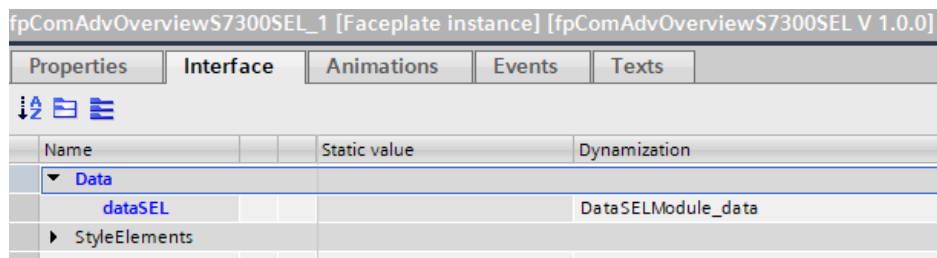 fpComAdvOverviewS7300SEL_1 [Faceplate instance] [fpComAdvOverviewS7300SEL V 1.0.0]
Properties Interface Animations Events Texts
Name Static value Dynamization
Data
dataSEL DataSELModule_data
StyleElements